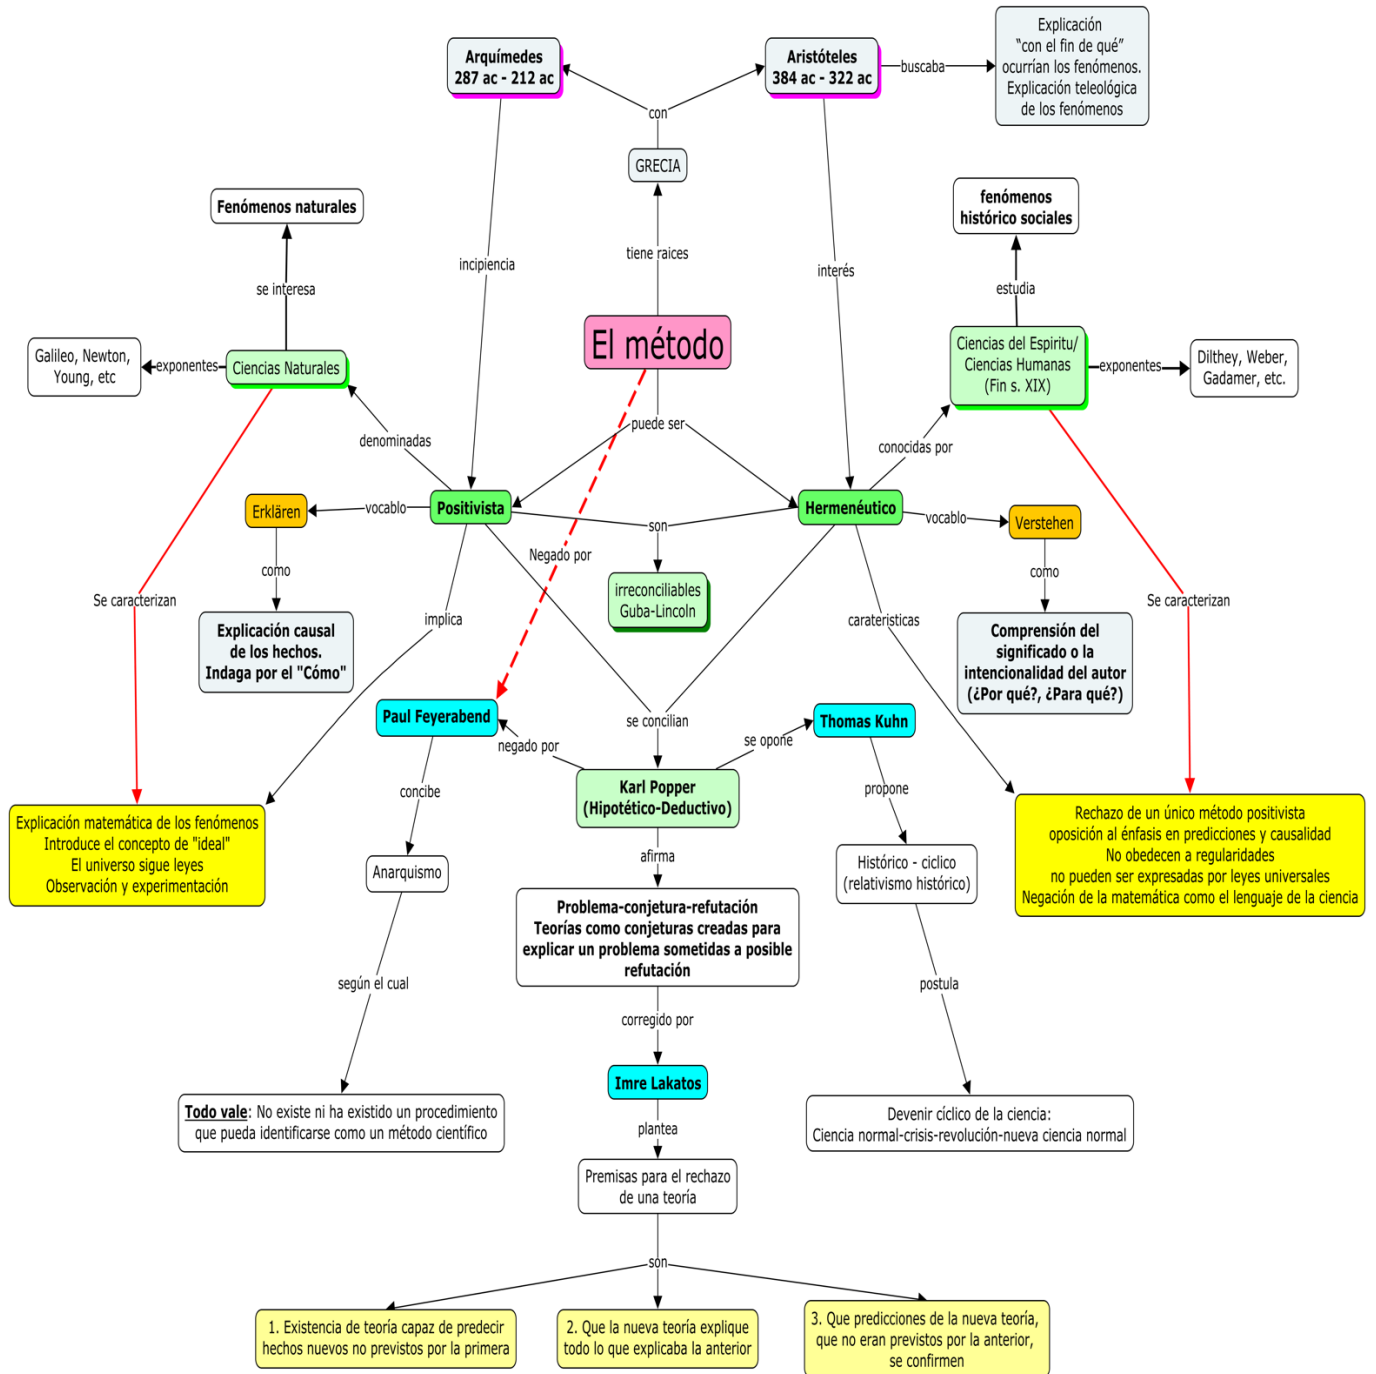 Explicación
"con el fin de qué"
ocurrían los fenómenos.
Explicación teleológica
de los fenómenos
Arquímedes
287 ac - 212 ac
Aristóteles
384 ac - 322 ac
buscaba
con
GRECIA
Fenómenos naturales
fenómenos
histórico sociales
tiene raices
incipiencia
interés
se interesa
estudia
El método
Galileo, Newton,
Young, etc
exponentes
Ciencias Naturales
Ciencias del Espiritu/
Ciencias Humanas
(Fin s. XIX)
exponentes
Dilthey, Weber,
Gadamer, etc.
puede ser
denominadas
conocidas por
Erklären
vocablo
Positivista
son
Hermenéutico
vocablo
Verstehen
Negado por
como
como
irreconciliables
Guba-Lincoln
Se caracterizan
implica
carateristicas
Se caracterizan
Explicación causal
de los hechos.
Indaga por el "Cómo"
Comprensión del
significado o la
intencionalidad del autor
(¿Por qué?, ¿Para qué?)
Paul Feyerabend
se concilian
Thomas Kuhn
negado por
se opone
concibe
Karl Popper
(Hipotético-Deductivo)
propone
Explicación matemática de los fenómenos
Introduce el concepto de "ideal"
El universo sigue leyes
Observación y experimentación
Rechazo de un único método positivista
oposición al énfasis en predicciones y causalidad
No obedecen a regularidades
no pueden ser expresadas por leyes universales
Negación de la matemática como el lenguaje de la ciencia
afirma
Anarquismo
Histórico - ciclico
(relativismo histórico)
Problema-conjetura-refutación
Teorías como conjeturas creadas para
explicar un problema sometidas a posible
refutación
según el cual
postula
corregido por
Imre Lakatos
Todo vale: No existe ni ha existido un procedimiento
que pueda identificarse como un método científico
plantea
Devenir cíclico de la ciencia:
Ciencia normal-crisis-revolución-nueva ciencia normal
Premisas para el rechazo
de una teoría
son
1. Existencia de teoría capaz de predecir
hechos nuevos no previstos por la primera
2. Que la nueva teoría explique
todo lo que explicaba la anterior
3. Que predicciones de la nueva teoría,
que no eran previstos por la anterior,
se confirmen